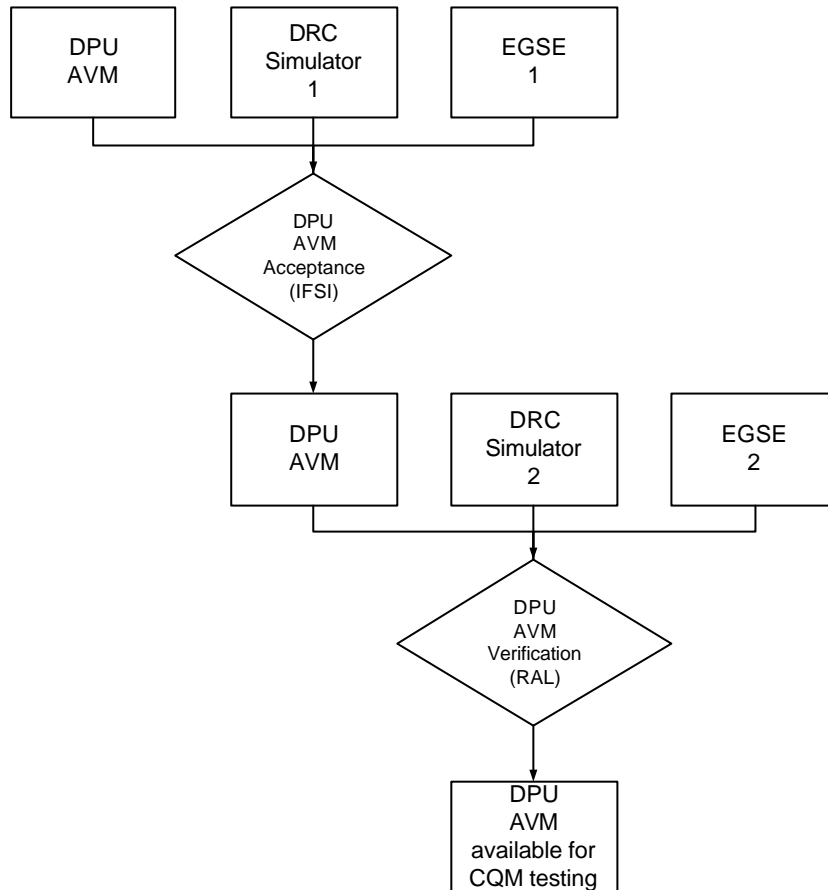 DPU
AVM
DRC
Simulator
1
EGSE
1
DPU
AVM
Acceptance
(IFSI)
DPU
AVM
DRC
Simulator
2
EGSE
2
DPU
AVM
Verification
(RAL)
DPU
AVM
available for
CQM testing